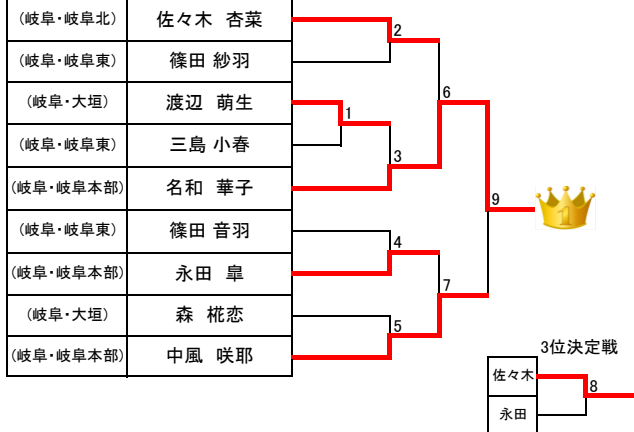 (岐阜・岐阜北) 佐々木 杏菜
2
(岐阜・岐阜東) 篠田 紗羽
6
(岐阜・大垣) 渡辺 萌生
1
(岐阜・岐阜東) 三島 小春
3
(岐阜・岐阜本部) 名和 華子
9
1
(岐阜・岐阜東) 篠田 音羽
4
(岐阜・岐阜本部) 永田 皐
7
(岐阜・大垣) 森 椛恋
5
(岐阜・岐阜本部) 中風 咲耶
3位決定戦
佐々木
8
永田